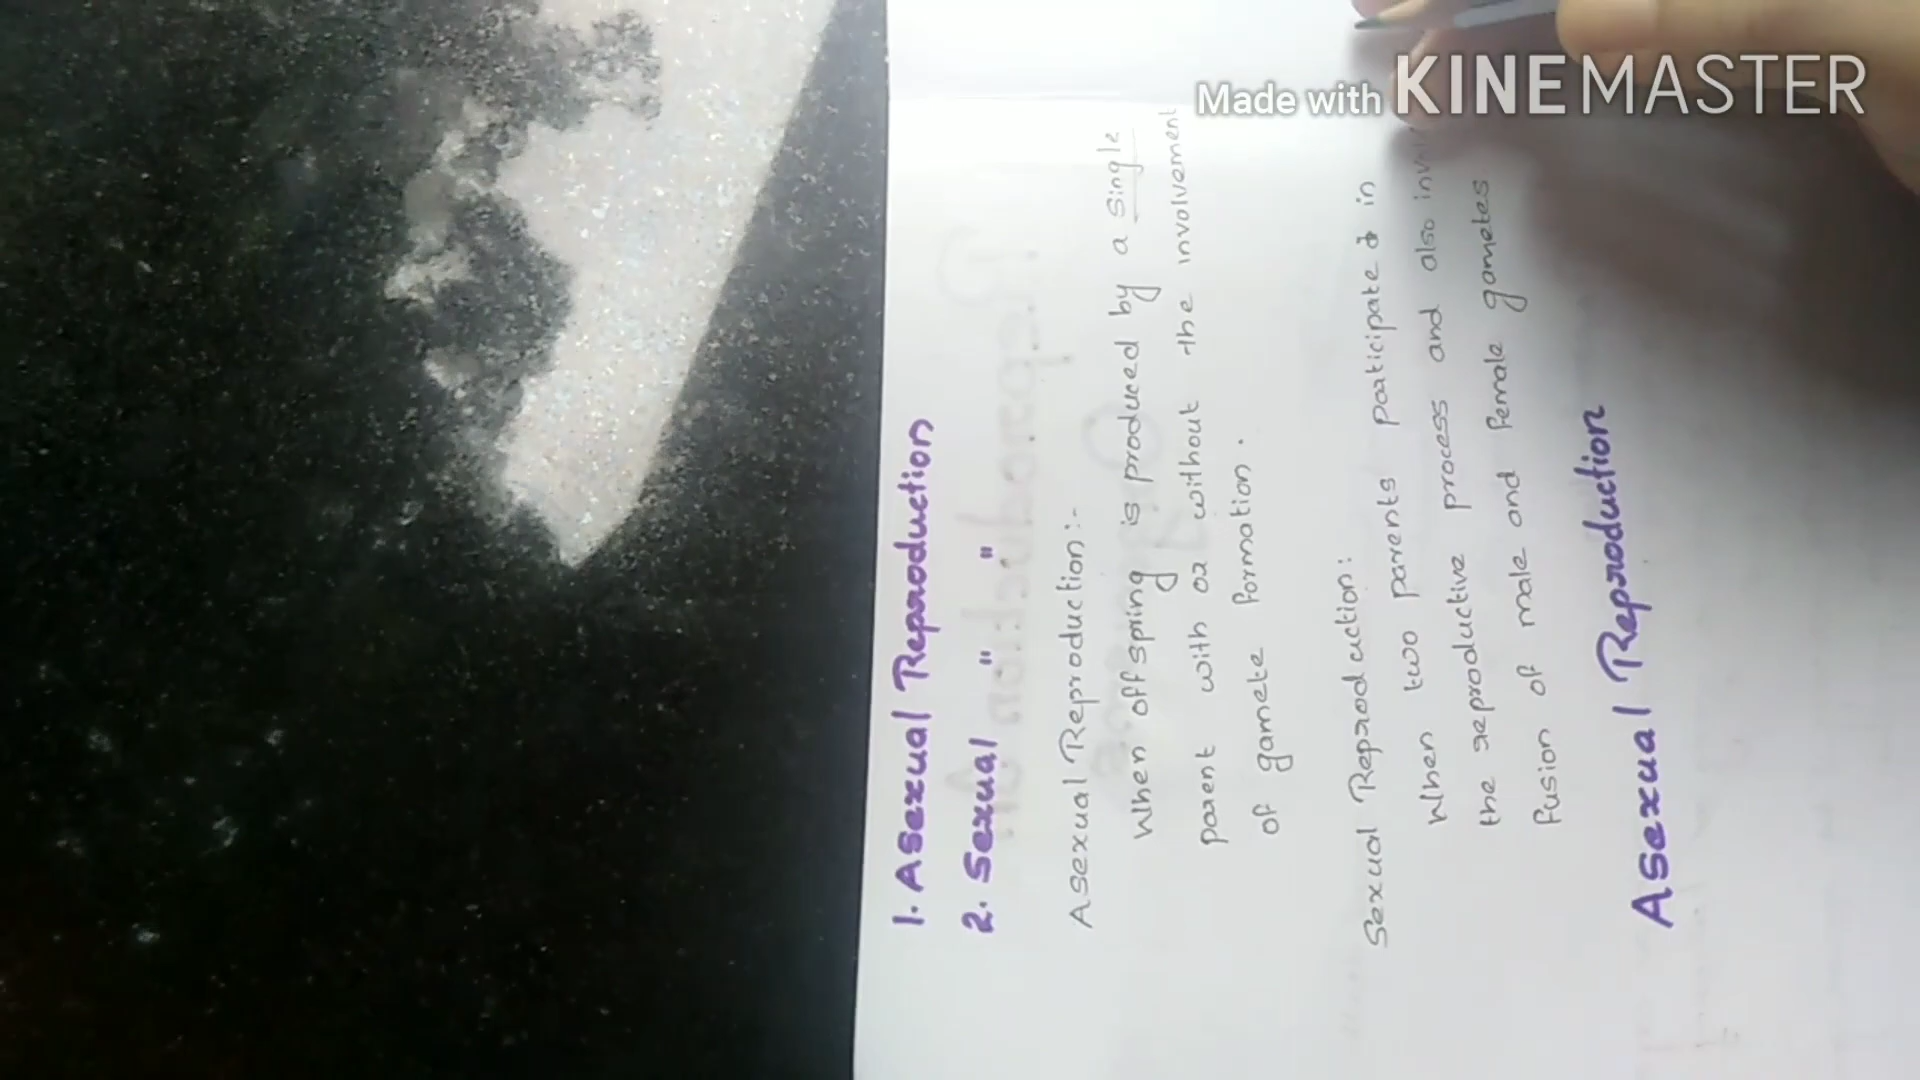 Made with KINEMASTER
1. Asexual Reproduction
2. Sexual " "
Asexual Reproduction:-
When offspring is produced by a single
parent with or without the involvement
of gamete formation.
Sexual Reproduction:
When two parents participate in
the reproductive process and also
fusion of male and female gametes
Asexual Reproduction